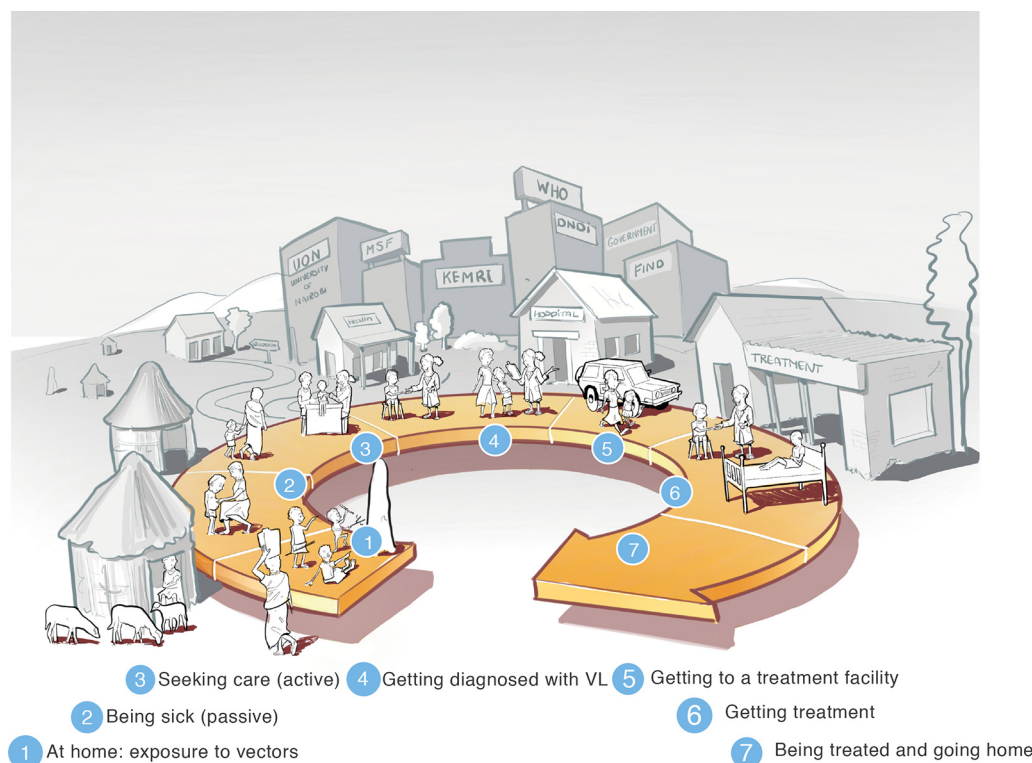 WHO
DNDi
GOVERNMENT
UON
UNIVERSITY
OF
NAIROBI
MSF
KEMRI
FIND
HOSPITAL
TREATMENT
3
4
5
2
6
1
7
3 Seeking care (active) 4 Getting diagnosed with VL 5 Getting to a treatment facility
2 Being sick (passive)
6 Getting treatment
1 At home: exposure to vectors
7 Being treated and going home